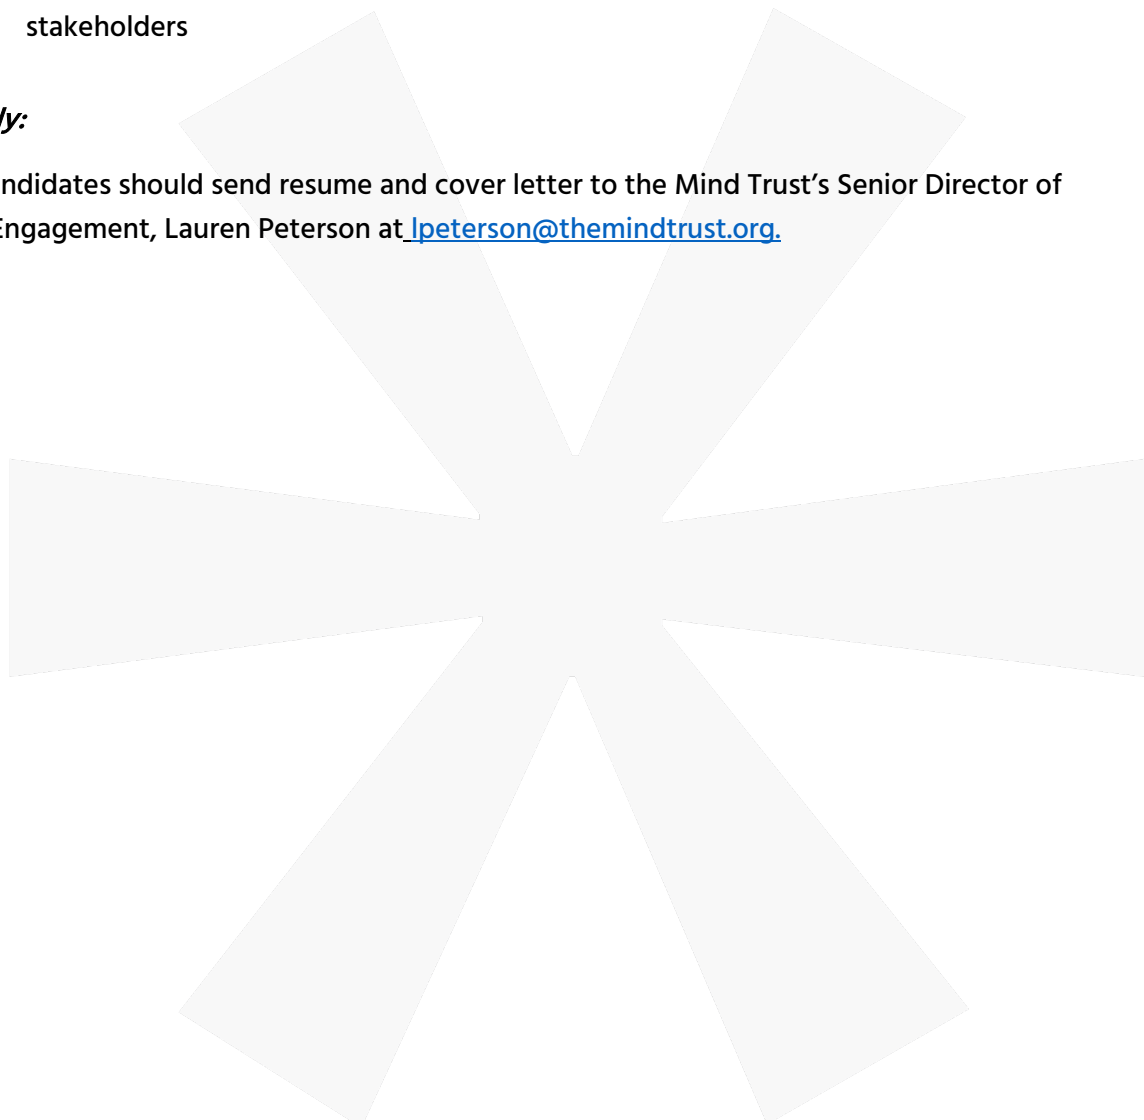 stakeholders
ly:
ndidates should send resume and cover letter to the Mind Trust’s Senior Director of
Engagement, Lauren Peterson at lpeterson@themindtrust.org.